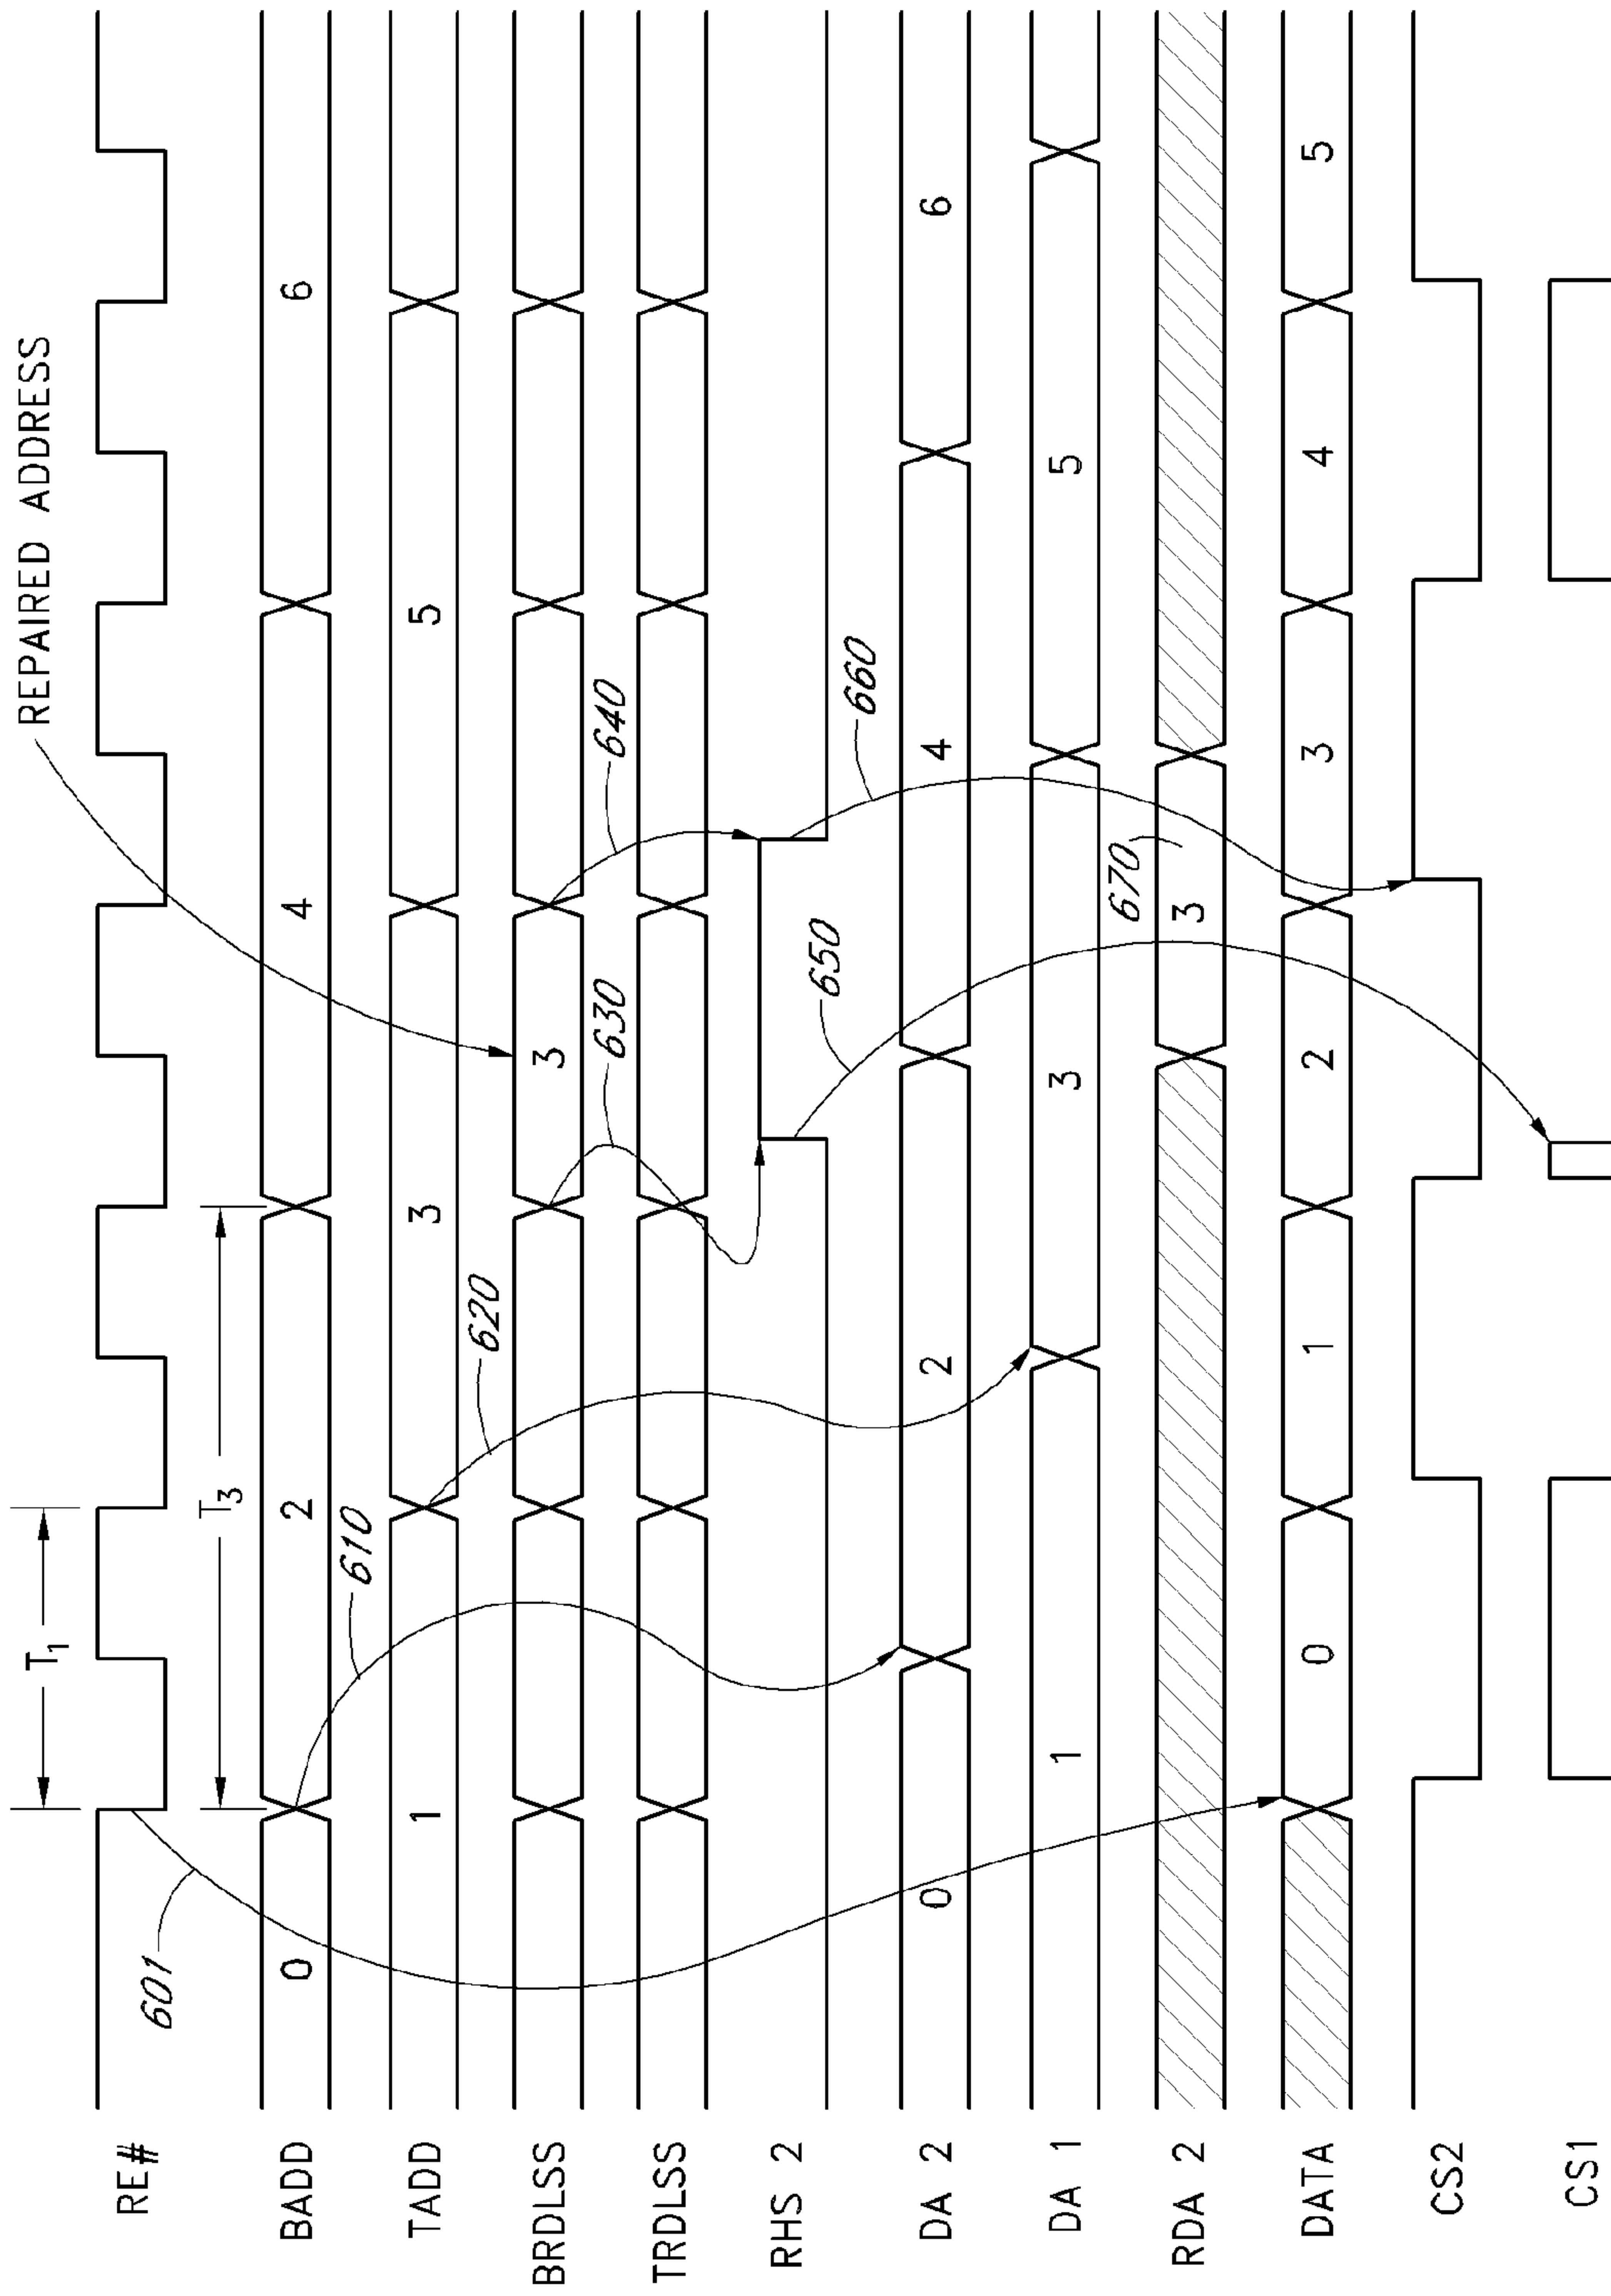 REPAIRED ADDRESS
T1
RE#
601
T3
BADD 0 2 4 6
610
TADD 1 3 5
620
BRDLSS 3
630 640
TRDLSS
RHS 2
650 660
DA 2 0 2 4 6
DA 1 1 3 5
670
RDA 2 3
DATA 0 1 2 3 4 5
CS2
CS1